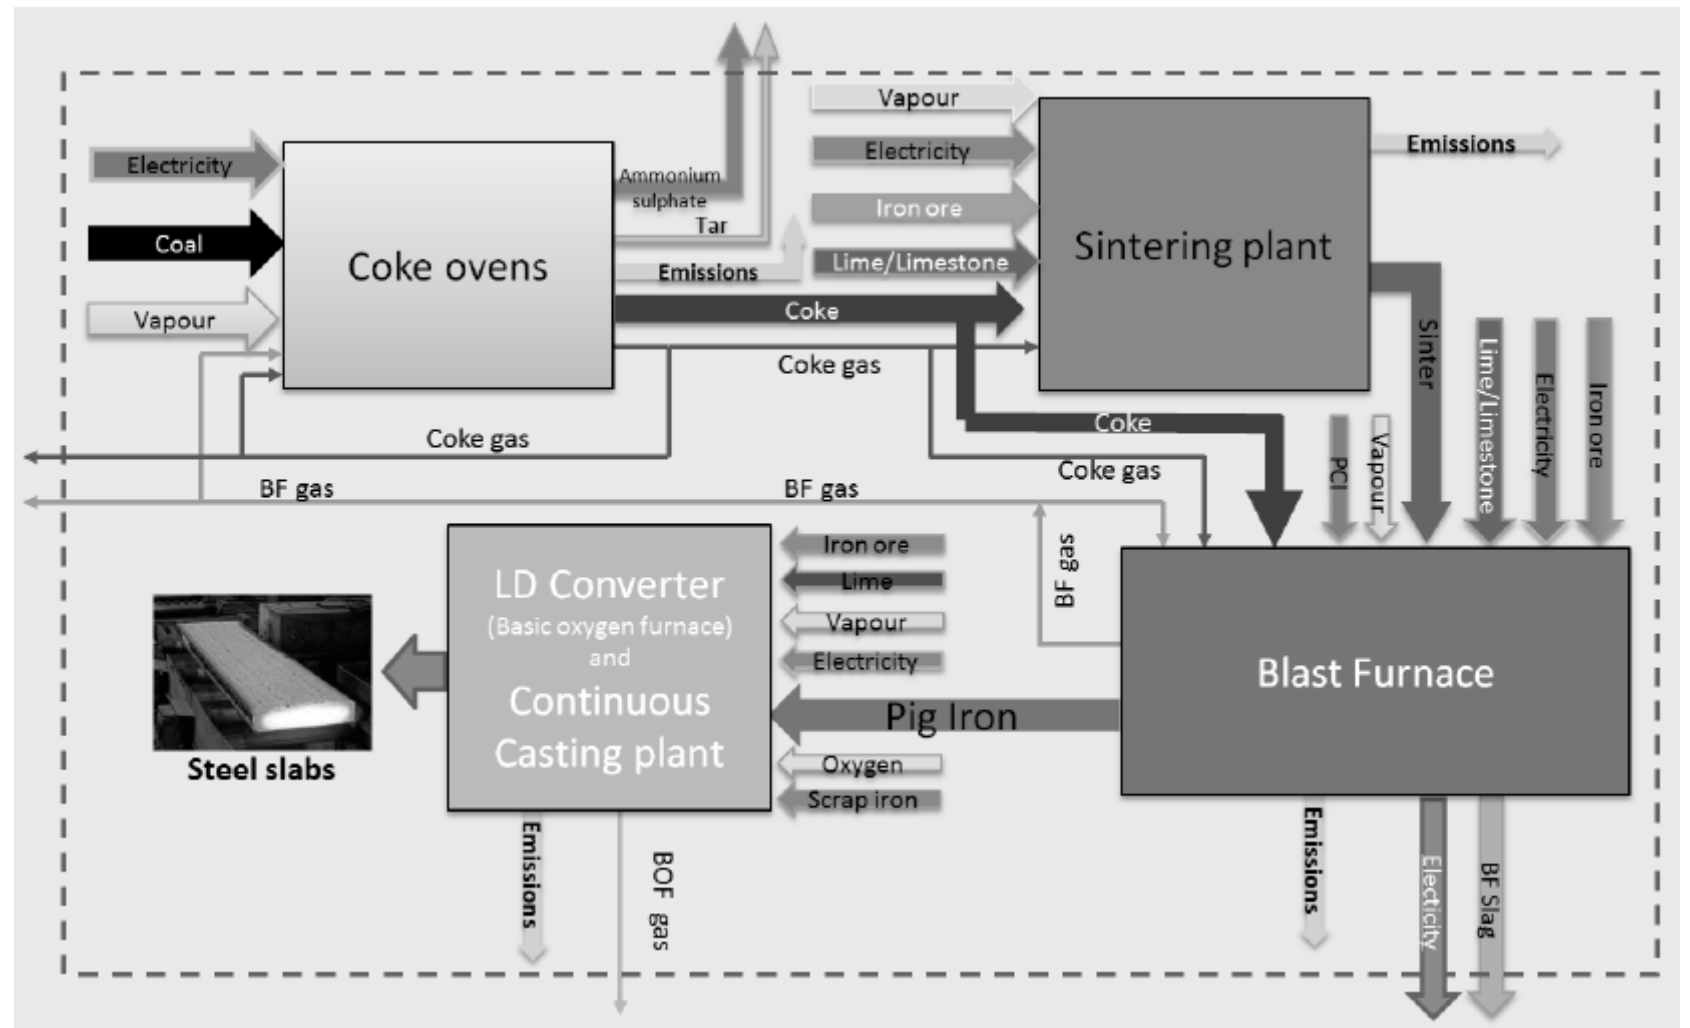 Electricity
Coal
Vapour
Coke ovens
Ammonium
sulphate
Tar
Emissions
Coke
Coke gas
Coke gas
BF gas
Vapour
Electricity
Iron ore
Lime/Limestone
Sintering plant
Emissions
Sinter
Lime/Limestone
Electricity
Iron ore
PCI
Vapour
Coke
Coke gas
BF gas
BF gas
Blast Furnace
Emissions
Electicity
BF Slag
Pig Iron
Iron ore
Lime
Vapour
Electricity
Oxygen
Scrap iron
LD Converter
(Basic oxygen furnace)
and
Continuous
Casting plant
Emissions
BOF gas
Steel slabs